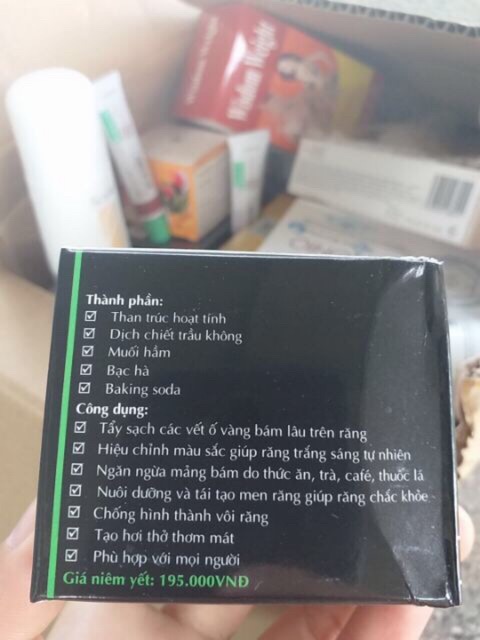 Wisdom Weight
Thành phần:
Than trúc hoạt tính
Dịch chiết trầu không
Muối hầm
Bạc hà
Baking soda
Công dụng:
Tẩy sạch các vết ố vàng bám lâu trên răng
Hiệu chỉnh màu sắc giúp răng trắng sáng tự nhiên
Ngăn ngừa mảng bám do thức ăn, trà, café, thuốc lá
Nuôi dưỡng và tái tạo men răng giúp răng chắc khỏe
Chống hình thành vôi răng
Tạo hơi thở thơm mát
Phù hợp với mọi người
Giá niêm yết: 195.000VNĐ